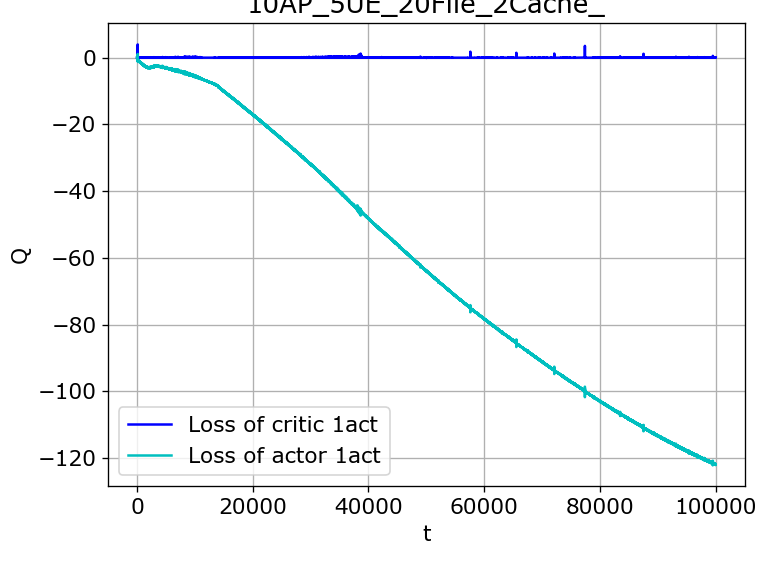 10AP_5UE_20File_2Cache_
0
−20
−40
−60
−80
−100
−120
Q
Loss of critic 1act
Loss of actor 1act
0 20000 40000 60000 80000 100000
t